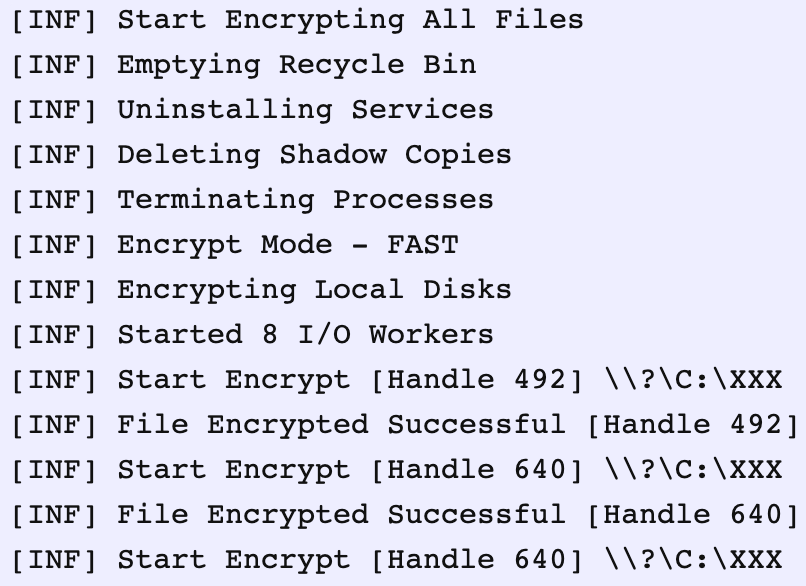 [INF] Start Encrypting All Files
[INF] Emptying Recycle Bin
[INF] Uninstalling Services
[INF] Deleting Shadow Copies
[INF] Terminating Processes
[INF] Encrypt Mode - FAST
[INF] Encrypting Local Disks
[INF] Started 8 I/O Workers
[INF] Start Encrypt [Handle 492] \\?\C:\XXX
[INF] File Encrypted Successful [Handle 492]
[INF] Start Encrypt [Handle 640] \\?\C:\XXX
[INF] File Encrypted Successful [Handle 640]
[INF] Start Encrypt [Handle 640] \\?\C:\XXX